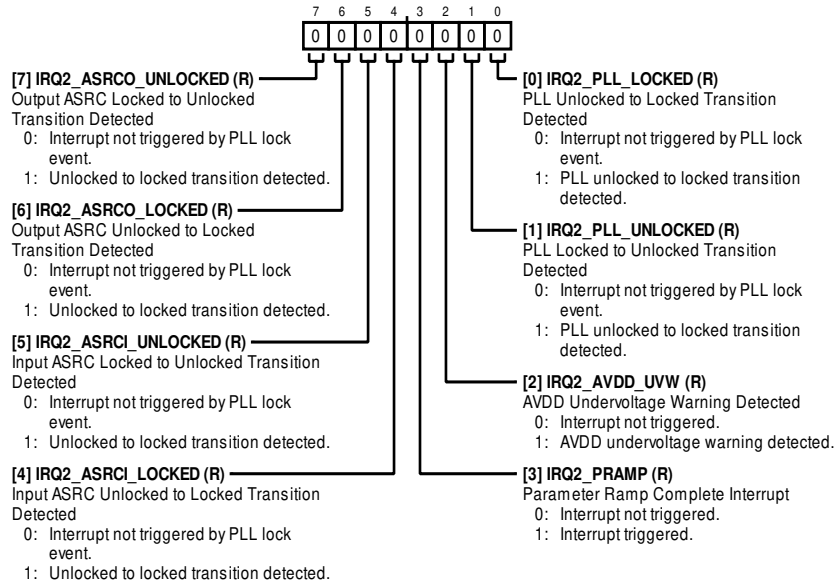 7 6 5 4 3 2 1 0
0 0 0 0 0 0 0 0
[7] IRQ2_ASRCO_UNLOCKED (R)
Output ASRC Locked to Unlocked
Transition Detected
0: Interrupt not triggered by PLL lock
event.
1: Unlocked to locked transition detected.
[6] IRQ2_ASRCO_LOCKED (R)
Output ASRC Unlocked to Locked
Transition Detected
0: Interrupt not triggered by PLL lock
event.
1: Unlocked to locked transition detected.
[5] IRQ2_ASRCI_UNLOCKED (R)
Input ASRC Locked to Unlocked Transition
Detected
0: Interrupt not triggered by PLL lock
event.
1: Unlocked to locked transition detected.
[4] IRQ2_ASRCI_LOCKED (R)
Input ASRC Unlocked to Locked Transition
Detected
0: Interrupt not triggered by PLL lock
event.
1: Unlocked to locked transition detected.
[0] IRQ2_PLL_LOCKED (R)
PLL Unlocked to Locked Transition
Detected
0: Interrupt not triggered by PLL lock
event.
1: PLL unlocked to locked transition
detected.
[1] IRQ2_PLL_UNLOCKED (R)
PLL Locked to Unlocked Transition
Detected
0: Interrupt not triggered by PLL lock
event.
1: PLL unlocked to locked transition
detected.
[2] IRQ2_AVDD_UVW (R)
AVDD Undervoltage Warning Detected
0: Interrupt not triggered.
1: AVDD undervoltage warning detected.
[3] IRQ2_PRAMP (R)
Parameter Ramp Complete Interrupt
0: Interrupt not triggered.
1: Interrupt triggered.